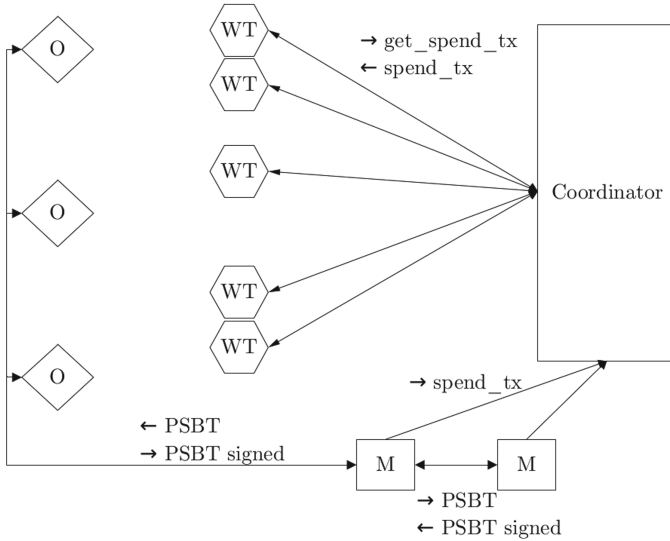 O
WT
→ get_spend_tx
← spend_tx
WT
WT
Coordinator
O
WT
WT
O
→ spend_tx
← PSBT
→ PSBT signed
M
M
→ PSBT
← PSBT signed